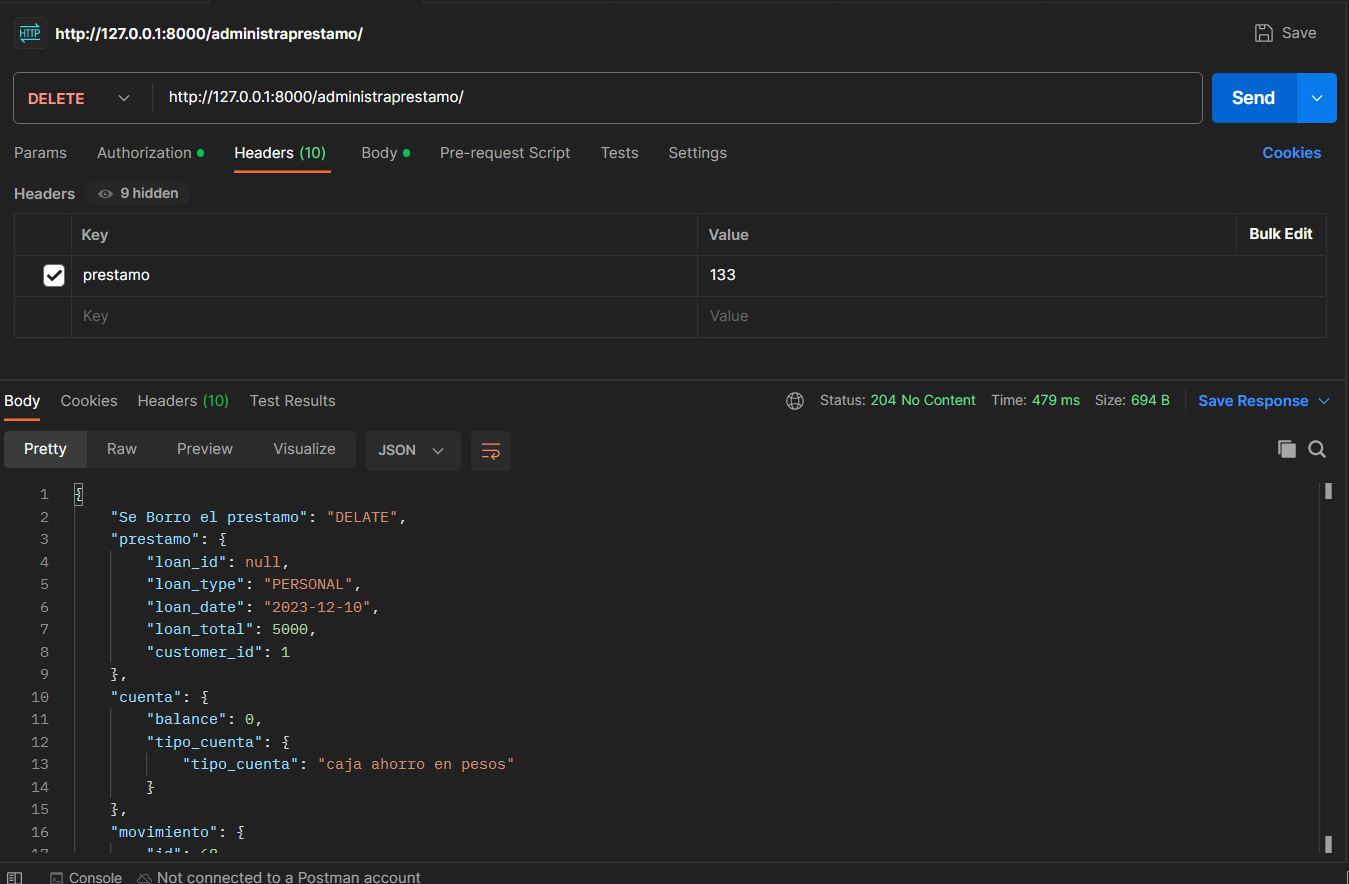 HTTP http://127.0.0.1:8000/administraprestamo/ Save
DELETE http://127.0.0.1:8000/administraprestamo/ Send
Params Authorization Headers (10) Body Pre-request Script Tests Settings Cookies
Headers 9 hidden
Key Value Bulk Edit
prestamo 133
Key Value
Body Cookies Headers (10) Test Results Status: 204 No Content Time: 479 ms Size: 694 B Save Response
Pretty Raw Preview Visualize JSON
1 {
2 "Se Borro el prestamo": "DELATE",
3 "prestamo": {
4 "loan_id": null,
5 "loan_type": "PERSONAL",
6 "loan_date": "2023-12-10",
7 "loan_total": 5000,
8 "customer_id": 1
9 },
10 "cuenta": {
11 "balance": 0,
12 "tipo_cuenta": {
13 "tipo_cuenta": "caja ahorro en pesos"
14 }
15 },
16 "movimiento": {
17 "id": 68
Console Not connected to a Postman account